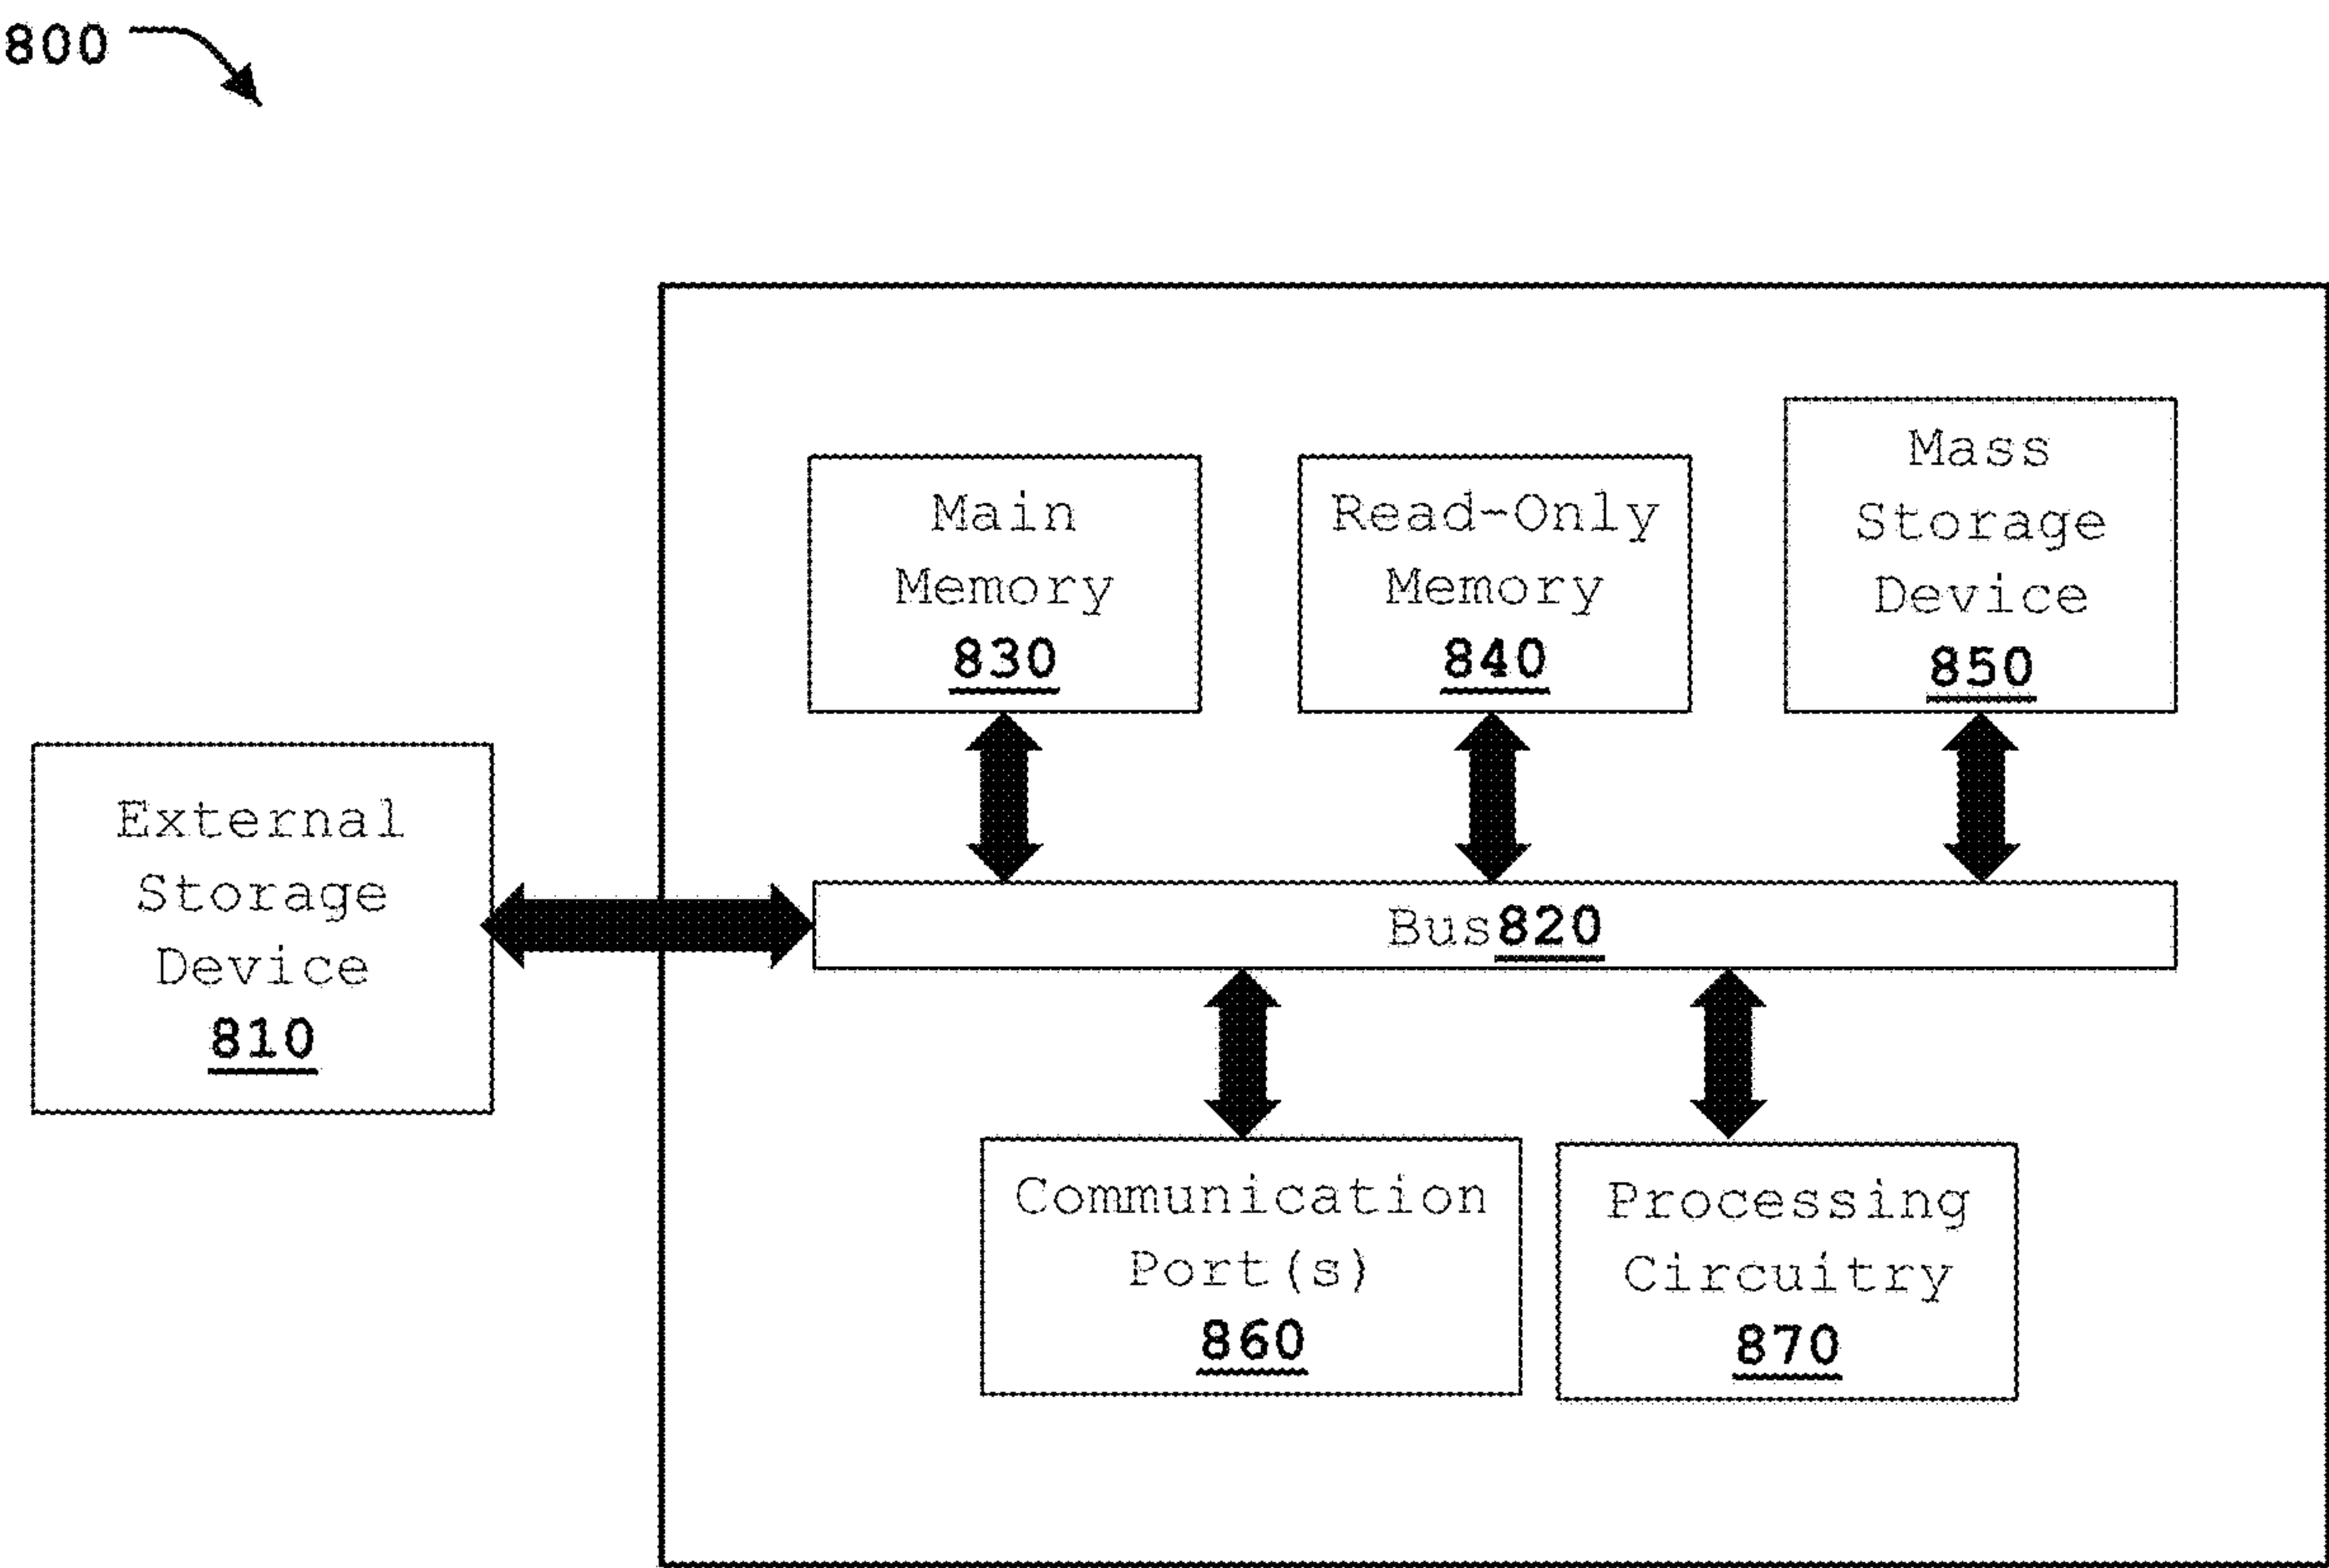 800
Main
Memory
830
Read-Only
Memory
840
Mass
Storage
Device
850
External
Storage
Device
810
Bus820
Communication
Port(s)
860
Processing
Circuitry
870